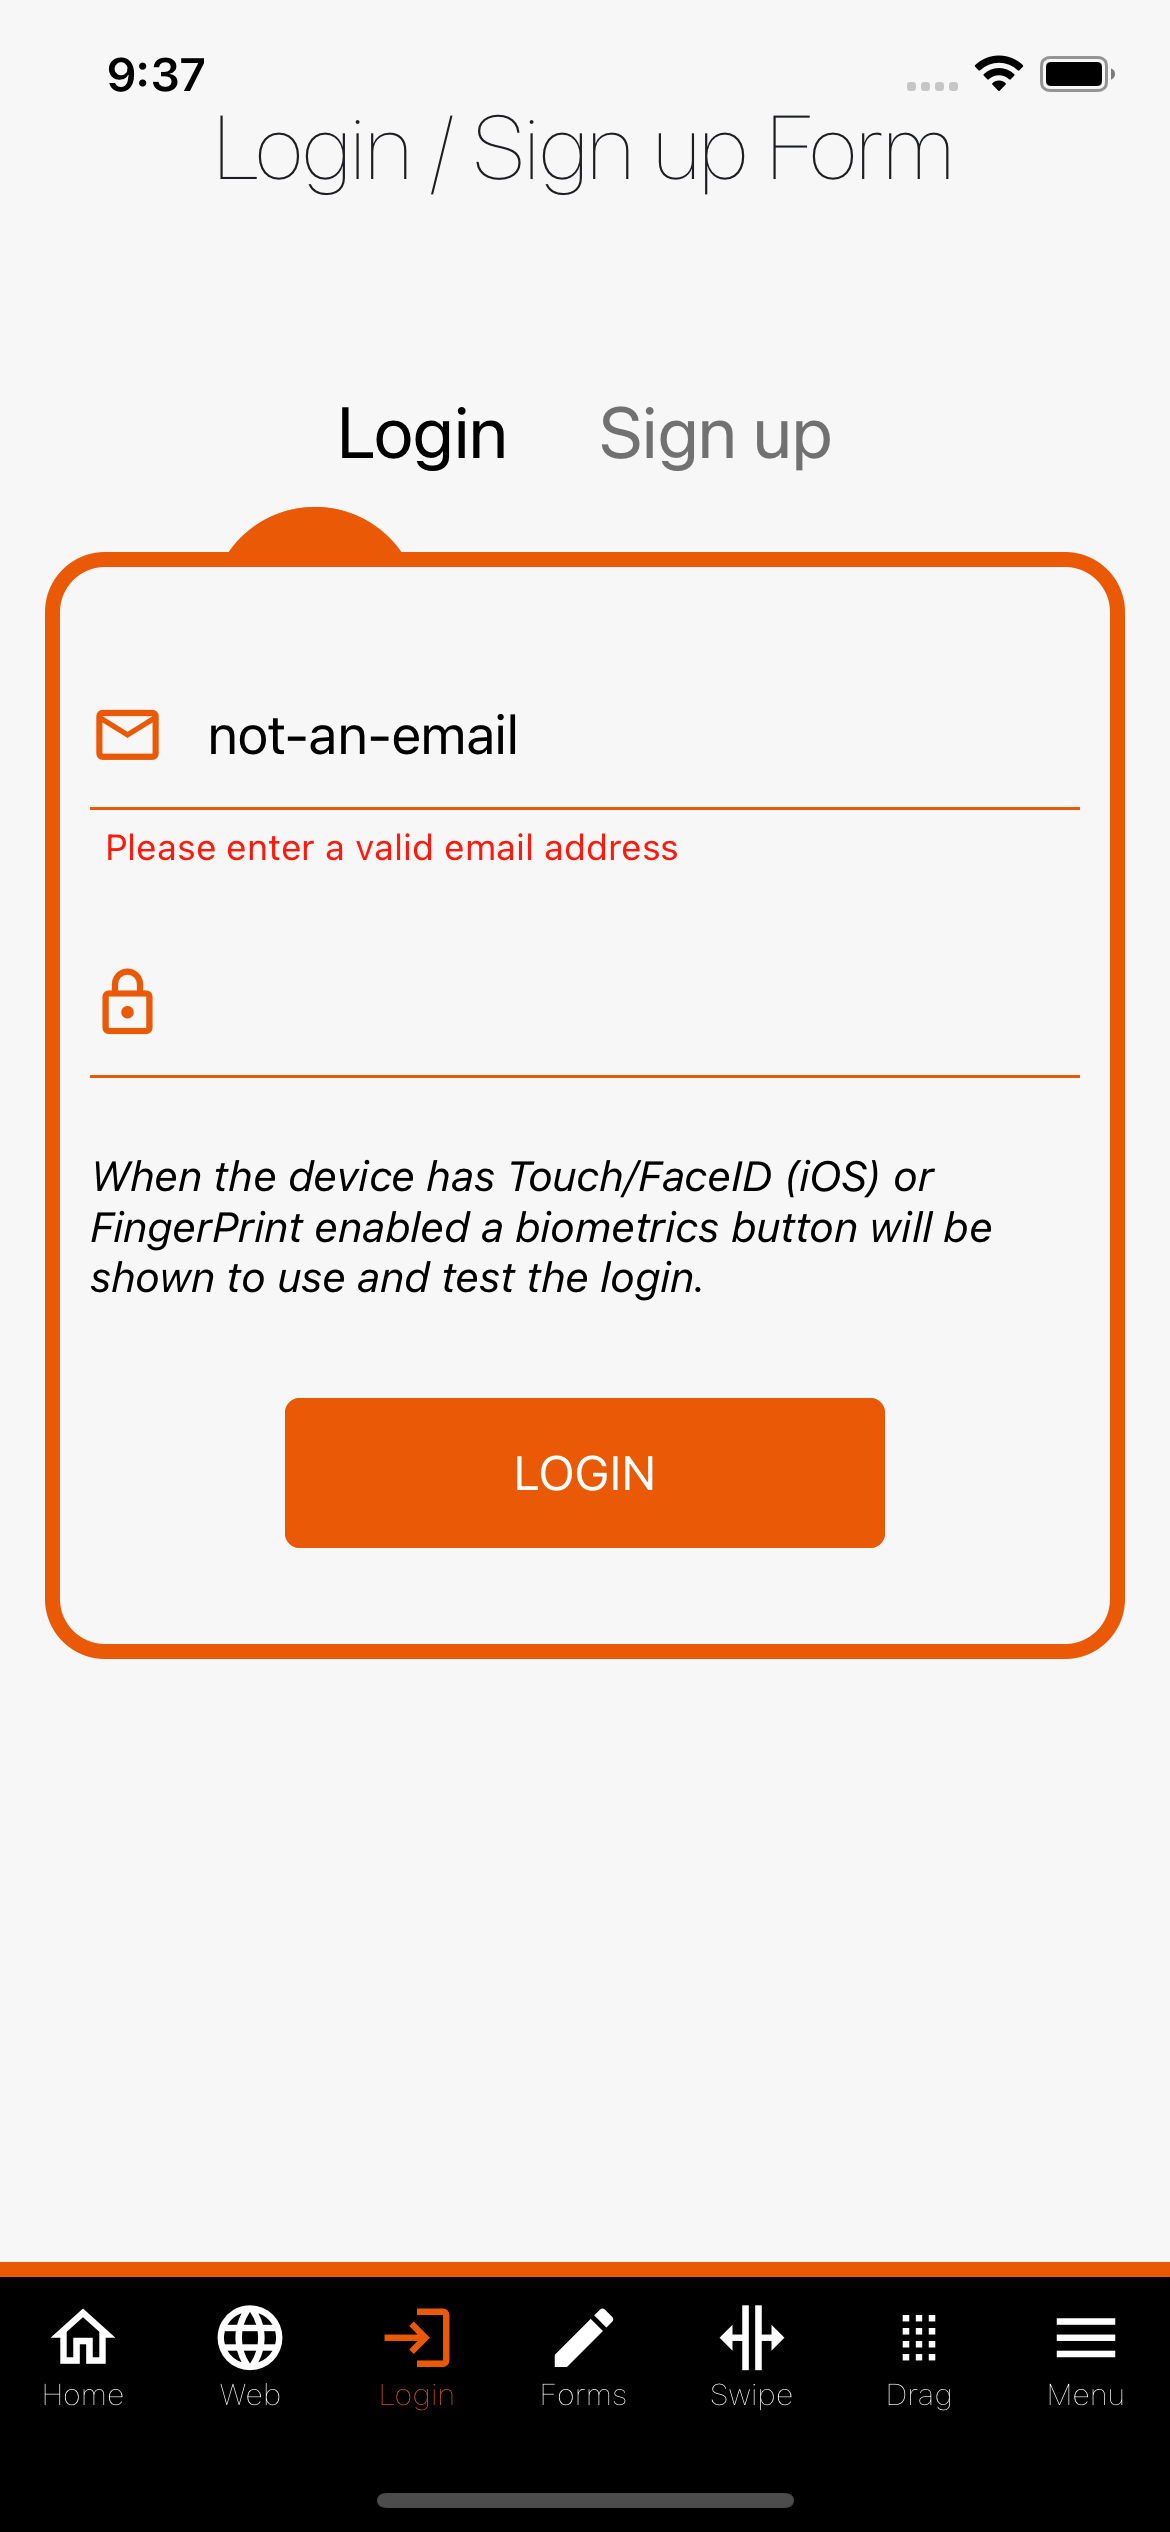 9:37
Login / Sign up Form
Login Sign up
not-an-email
Please enter a valid email address
When the device has Touch/FaceID (iOS) or
FingerPrint enabled a biometrics button will be
shown to use and test the login.
LOGIN
Home Web Login Forms Swipe Drag Menu